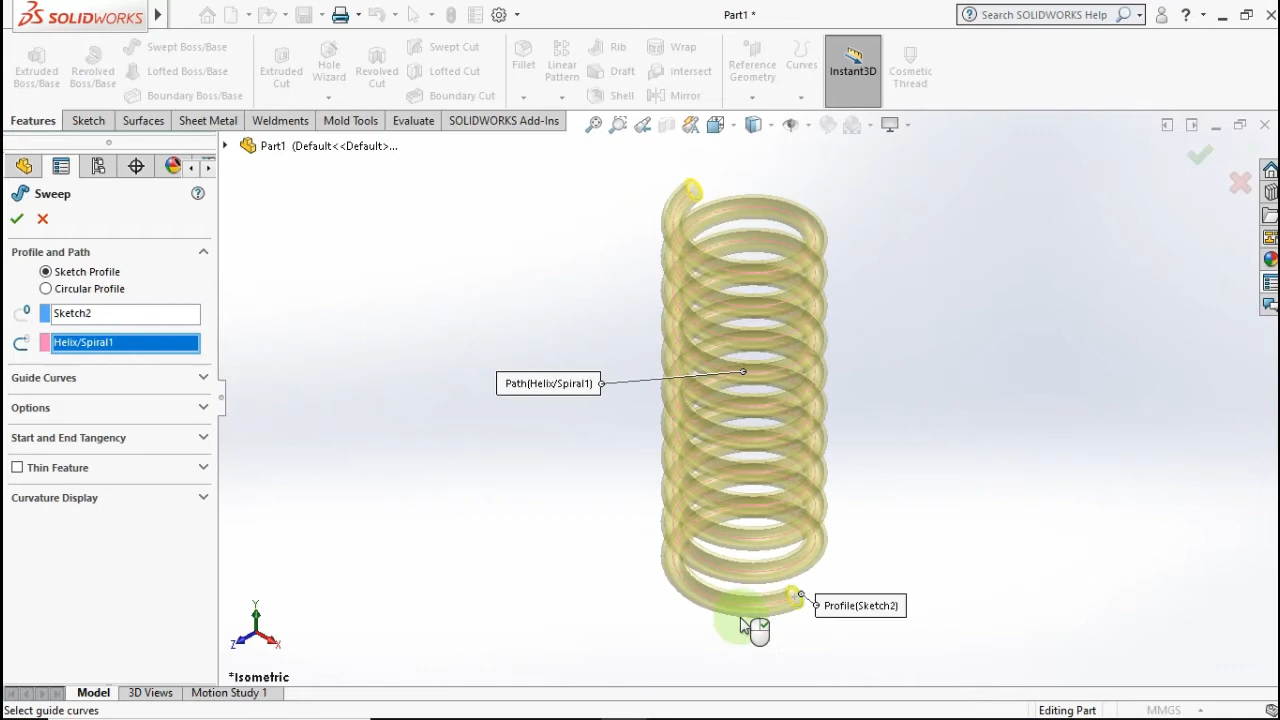 SOLIDWORKS
Part1 *
Search SOLIDWORKS Help
Extruded Boss/Base
Revolved Boss/Base
Swept Boss/Base
Lofted Boss/Base
Boundary Boss/Base
Extruded Cut
Hole Wizard
Revolved Cut
Swept Cut
Lofted Cut
Boundary Cut
Fillet
Linear Pattern
Rib
Draft
Shell
Wrap
Intersect
Mirror
Reference Geometry
Curves
Instant3D
Cosmetic Thread
Features
Sketch
Surfaces
Sheet Metal
Weldments
Mold Tools
Evaluate
SOLIDWORKS Add-Ins
Part1 (Default<<Default>...
Sweep
Profile and Path
Sketch Profile
Circular Profile
Sketch2
Helix/Spiral1
Guide Curves
Options
Start and End Tangency
Thin Feature
Curvature Display
Path(Helix/Spiral1)
Profile(Sketch2)
Y
Z
X
*Isometric
Model
3D Views
Motion Study 1
Select guide curves
Editing Part
MMGS